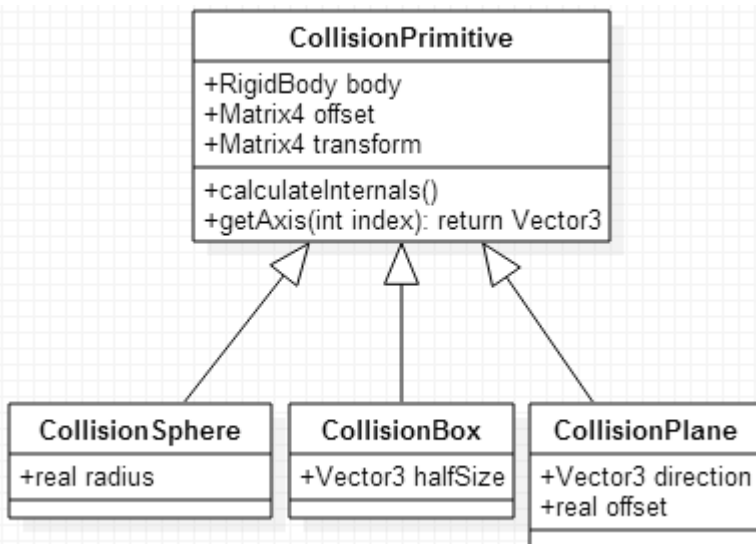 CollisionPrimitive
+RigidBody body
+Matrix4 offset
+Matrix4 transform
+calculateInternals()
+getAxis(int index): return Vector3
CollisionSphere
+real radius
CollisionBox
+Vector3 halfSize
CollisionPlane
+Vector3 direction
+real offset